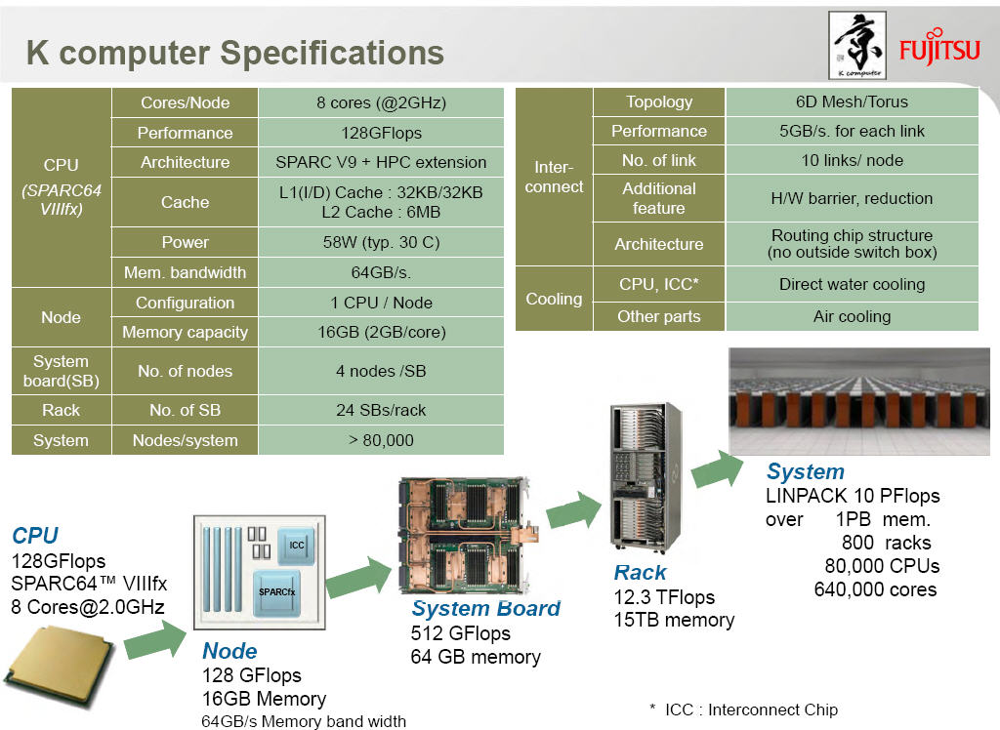 K computer Specifications
京
K computer
FUJITSU
CPU
(SPARC64
VIIIfx)
Cores/Node
8 cores (@2GHz)
Performance
128GFlops
Architecture
SPARC V9 + HPC extension
Cache
L1(I/D) Cache : 32KB/32KB
L2 Cache : 6MB
Power
58W (typ. 30 C)
Mem. bandwidth
64GB/s.
Node
Configuration
1 CPU / Node
Memory capacity
16GB (2GB/core)
System
board(SB)
No. of nodes
4 nodes /SB
Rack
No. of SB
24 SBs/rack
System
Nodes/system
> 80,000
Inter-
connect
Topology
6D Mesh/Torus
Performance
5GB/s. for each link
No. of link
10 links/ node
Additional
feature
H/W barrier, reduction
Architecture
Routing chip structure
(no outside switch box)
Cooling
CPU, ICC*
Direct water cooling
Other parts
Air cooling
CPU
128GFlops
SPARC64™ VIIIfx
8 Cores@2.0GHz
ICC
SPARCfx
Node
128 GFlops
16GB Memory
64GB/s Memory band width
System Board
512 GFlops
64 GB memory
Rack
12.3 TFlops
15TB memory
System
LINPACK 10 PFlops
over 1PB mem.
800 racks
80,000 CPUs
640,000 cores
* ICC : Interconnect Chip